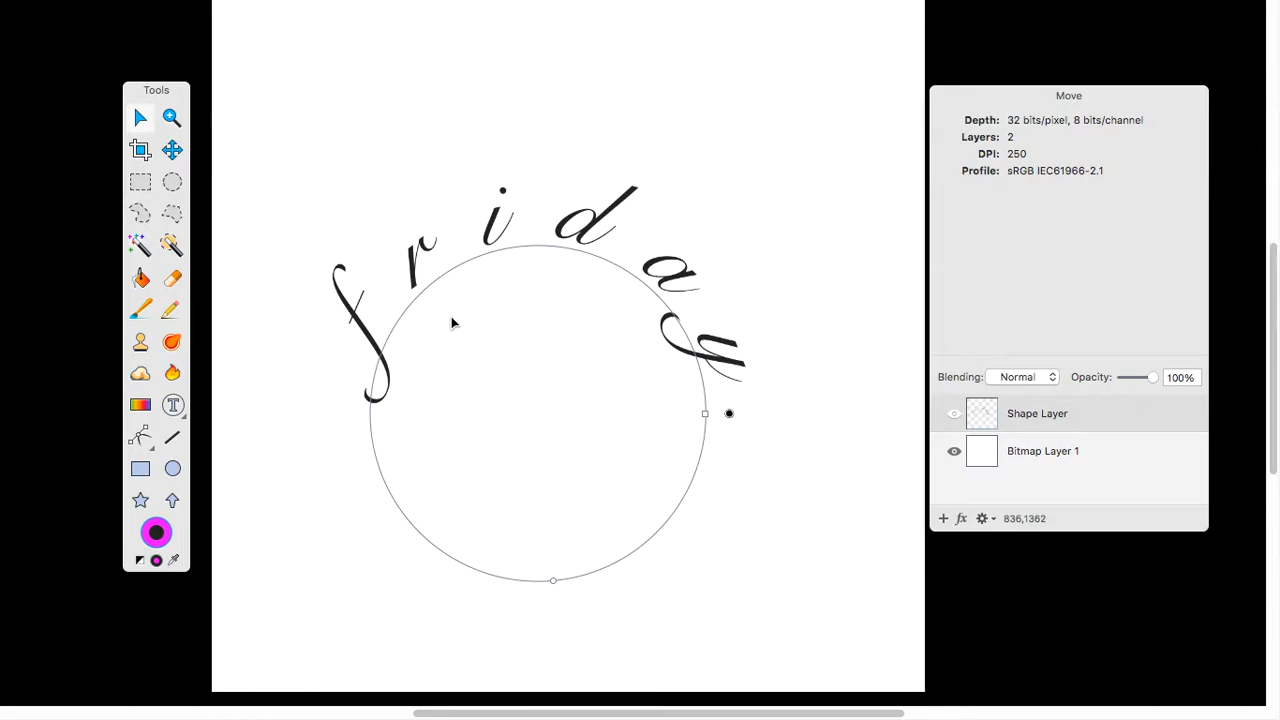 Tools
Move
Depth: 32 bits/pixel, 8 bits/channel
Layers: 2
DPI: 250
Profile: sRGB IEC61966-2.1
friday
T
Blending: Normal Opacity: 100%
Shape Layer
Bitmap Layer 1
+ fx 836,1362